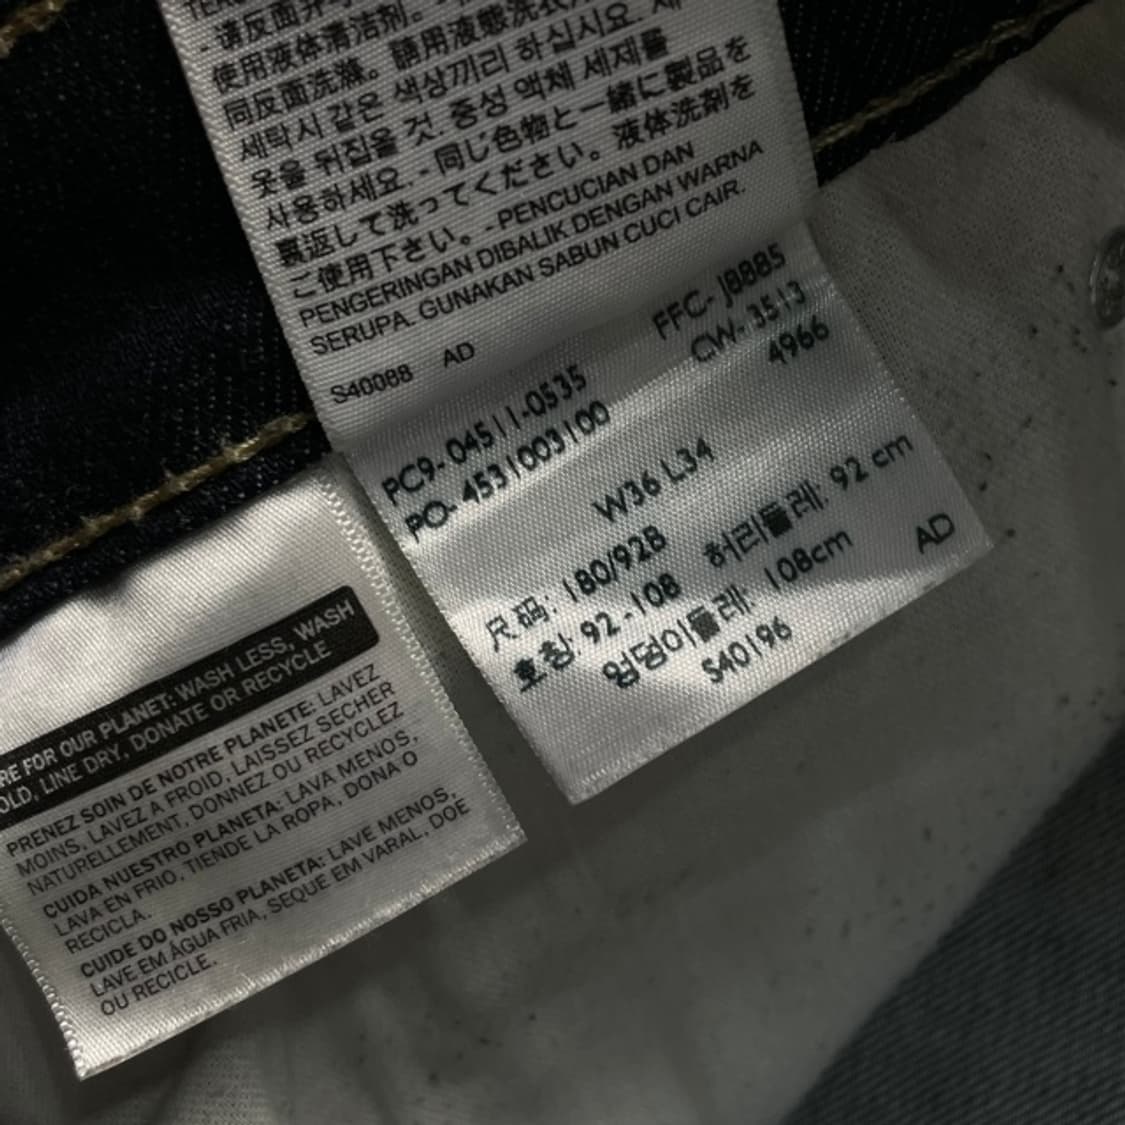 - 请反面并
使用液体清洁剂。
同反面洗滌。請用液態洗衣
세탁시 같은 색상끼리 하십시요. 세
옷을 뒤집을 것. 중성 액체 세제를
사용하세요. - 同じ色物と一緒に製品を
裏返して洗ってください。液体洗剤を
ご使用下さい。- PENCUCIAN DAN
PENGERINGAN DIBALIK DENGAN WARNA
SERUPA. GUNAKAN SABUN CUCI CAIR.
S40088 AD
FFC- J8885
CW- 3513
4966
PC9- 04511-0535
PO- 4531003100
W36 L34
尺码: 180/92B
호칭: 92 -108 허리둘레: 92 cm
엉덩이둘레: 108cm AD
S40196
RE FOR OUR PLANET: WASH LESS, WASH
OLD, LINE DRY, DONATE OR RECYCLE
PRENEZ SOIN DE NOTRE PLANETE: LAVEZ
MOINS, LAVEZ A FROID, LAISSEZ SECHER
NATURELLEMENT, DONNEZ OU RECYCLEZ
CUIDA NUESTRO PLANETA: LAVA MENOS,
LAVA EN FRIO, TIENDE LA ROPA, DONA O
RECICLA.
CUIDE DO NOSSO PLANETA: LAVE MENOS,
LAVE EM ÁGUA FRIA, SEQUE EM VARAL, DOE
OU RECICLE.